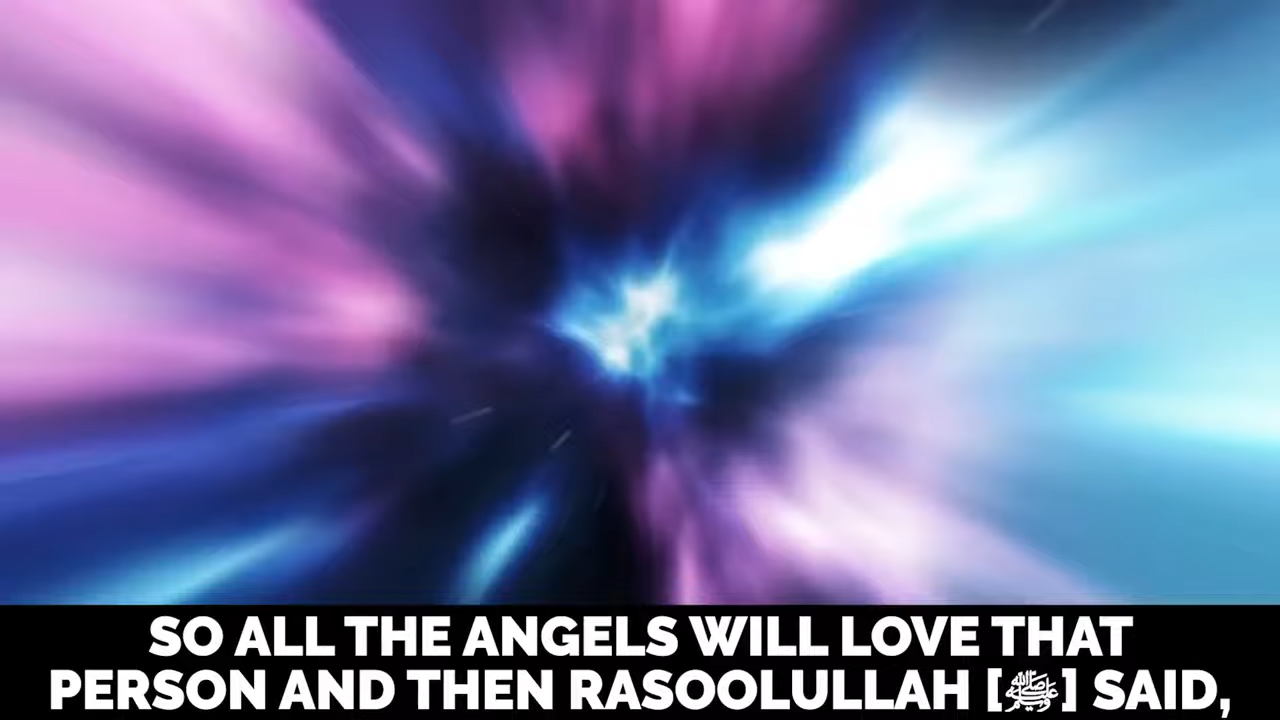 SO ALL THE ANGELS WILL LOVE THAT
PERSON AND THEN RASOOLULLAH [ﷺ] SAID,